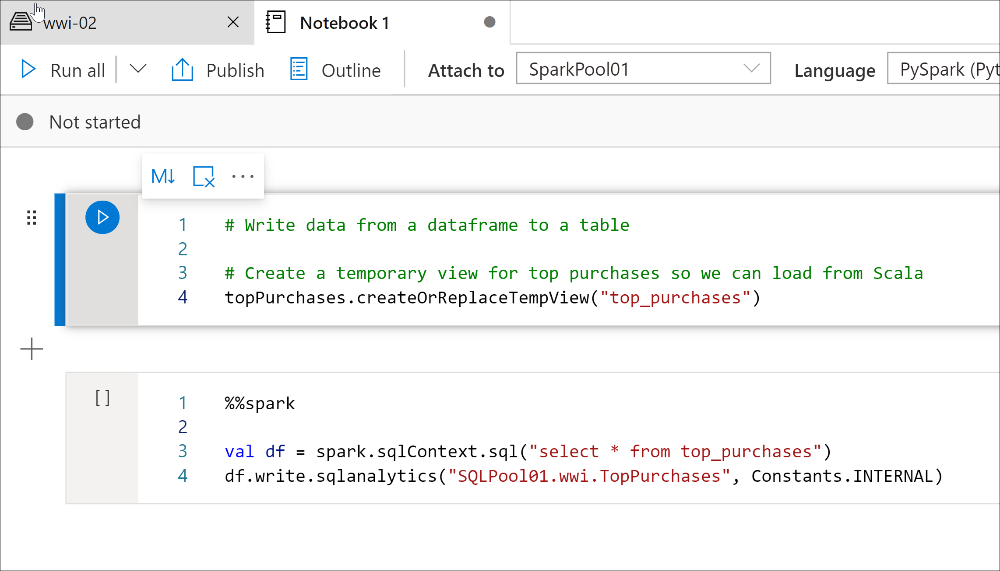 wwi-02 Notebook 1
Run all Publish Outline Attach to SparkPool01 Language PySpark (Pyt
Not started
M↓ ...
1 # Write data from a dataframe to a table
2
3 # Create a temporary view for top purchases so we can load from Scala
4 topPurchases.createOrReplaceTempView("top_purchases")
[ ]
1 %%spark
2
3 val df = spark.sqlContext.sql("select * from top_purchases")
4 df.write.sqlanalytics("SQLPool01.wwi.TopPurchases", Constants.INTERNAL)